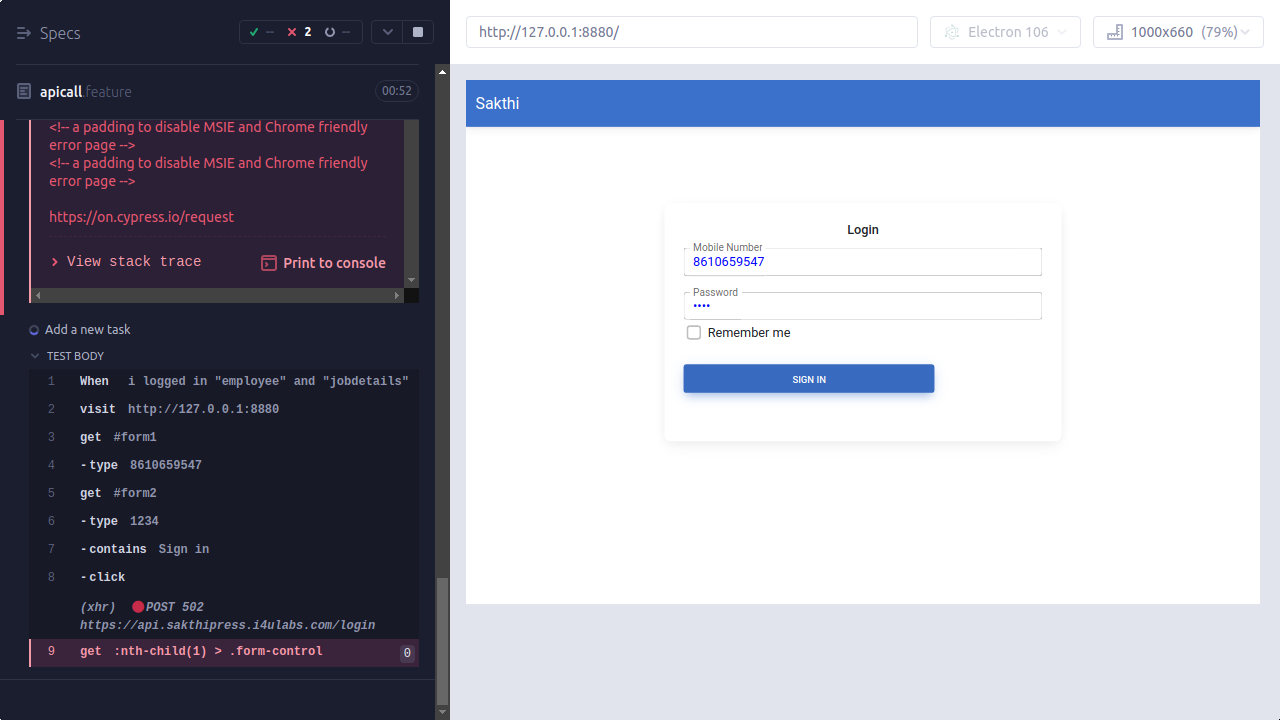 Specs
-- 2 --
apicall.feature
00:52
<!-- a padding to disable MSIE and Chrome friendly
error page -->
<!-- a padding to disable MSIE and Chrome friendly
error page -->
https://on.cypress.io/request
View stack trace
Print to console
Add a new task
TEST BODY
1 When i logged in "employee" and "jobdetails"
2 visit http://127.0.0.1:8880
3 get #form1
4 -type 8610659547
5 get #form2
6 -type 1234
7 -contains Sign in
8 -click
(xhr) POST 502
https://api.sakthipress.i4ulabs.com/login
9 get :nth-child(1) > .form-control 0
http://127.0.0.1:8880/
Electron 106
1000x660 (79%)
Sakthi
Login
Mobile Number
8610659547
Password
••••
Remember me
SIGN IN